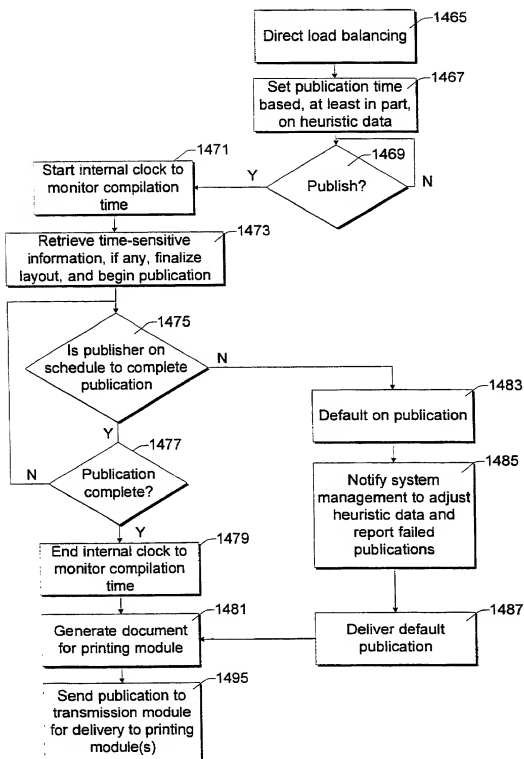 1465
Direct load balancing
1467
Set publication time
based, at least in part,
on heuristic data
1469
Publish?
Y
N
1471
Start internal clock to
monitor compilation
time
1473
Retrieve time-sensitive
information, if any, finalize
layout, and begin publication
1475
Is publisher on
schedule to complete
publication
N
Y
1477
Publication
complete?
N
Y
1479
End internal clock to
monitor compilation
time
1481
Generate document
for printing module
1495
Send publication to
transmission module
for delivery to printing
module(s)
1483
Default on publication
1485
Notify system
management to adjust
heuristic data and
report failed
publications
1487
Deliver default
publication